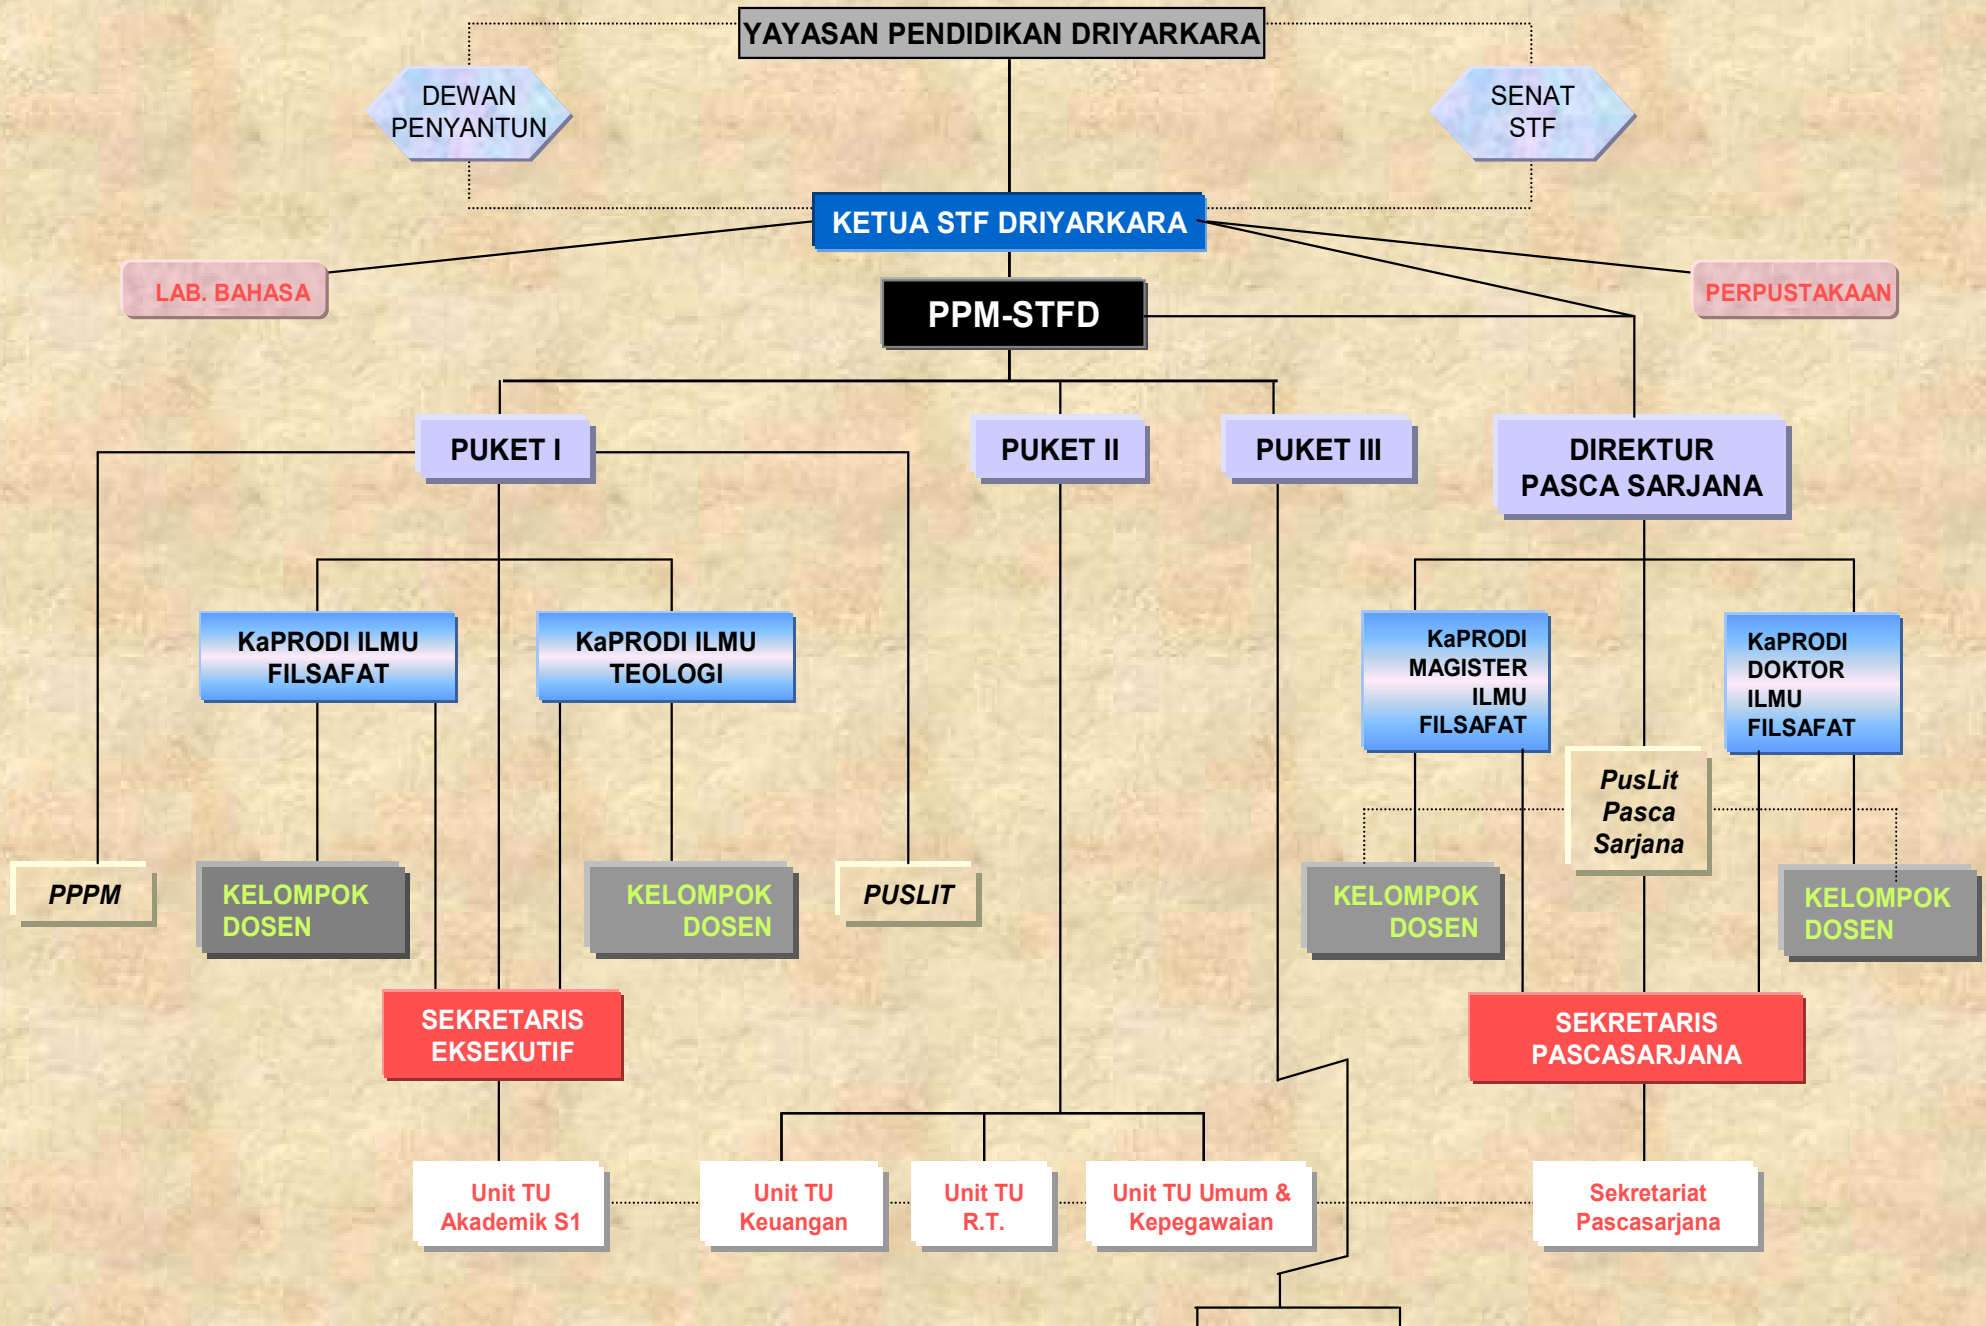 YAYASAN PENDIDIKAN DRIYARKARA
DEWAN
PENYANTUN
SENAT
STF
KETUA STF DRIYARKARA
LAB. BAHASA
PERPUSTAKAAN
PPM-STFD
PUKET I
PUKET II
PUKET III
DIREKTUR
PASCA SARJANA
KaPRODI ILMU
FILSAFAT
KaPRODI ILMU
TEOLOGI
KaPRODI
MAGISTER
ILMU
FILSAFAT
KaPRODI
DOKTOR
ILMU
FILSAFAT
PusLit
Pasca
Sarjana
PPPM
KELOMPOK
DOSEN
KELOMPOK
DOSEN
PUSLIT
KELOMPOK
DOSEN
KELOMPOK
DOSEN
SEKRETARIS
EKSEKUTIF
SEKRETARIS
PASCASARJANA
Unit TU
Akademik S1
Unit TU
Keuangan
Unit TU
R.T.
Unit TU Umum &
Kepegawaian
Sekretariat
Pascasarjana